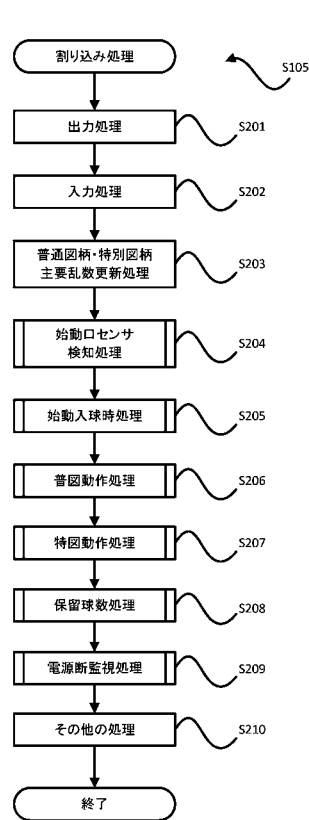 割り込み処理
S105
出力処理
S201
入力処理
S202
普通図柄・特別図柄
主要乱数更新処理
S203
始動口センサ
検知処理
S204
始動入球時処理
S205
普図動作処理
S206
特図動作処理
S207
保留球数処理
S208
電源断監視処理
S209
その他の処理
S210
終了